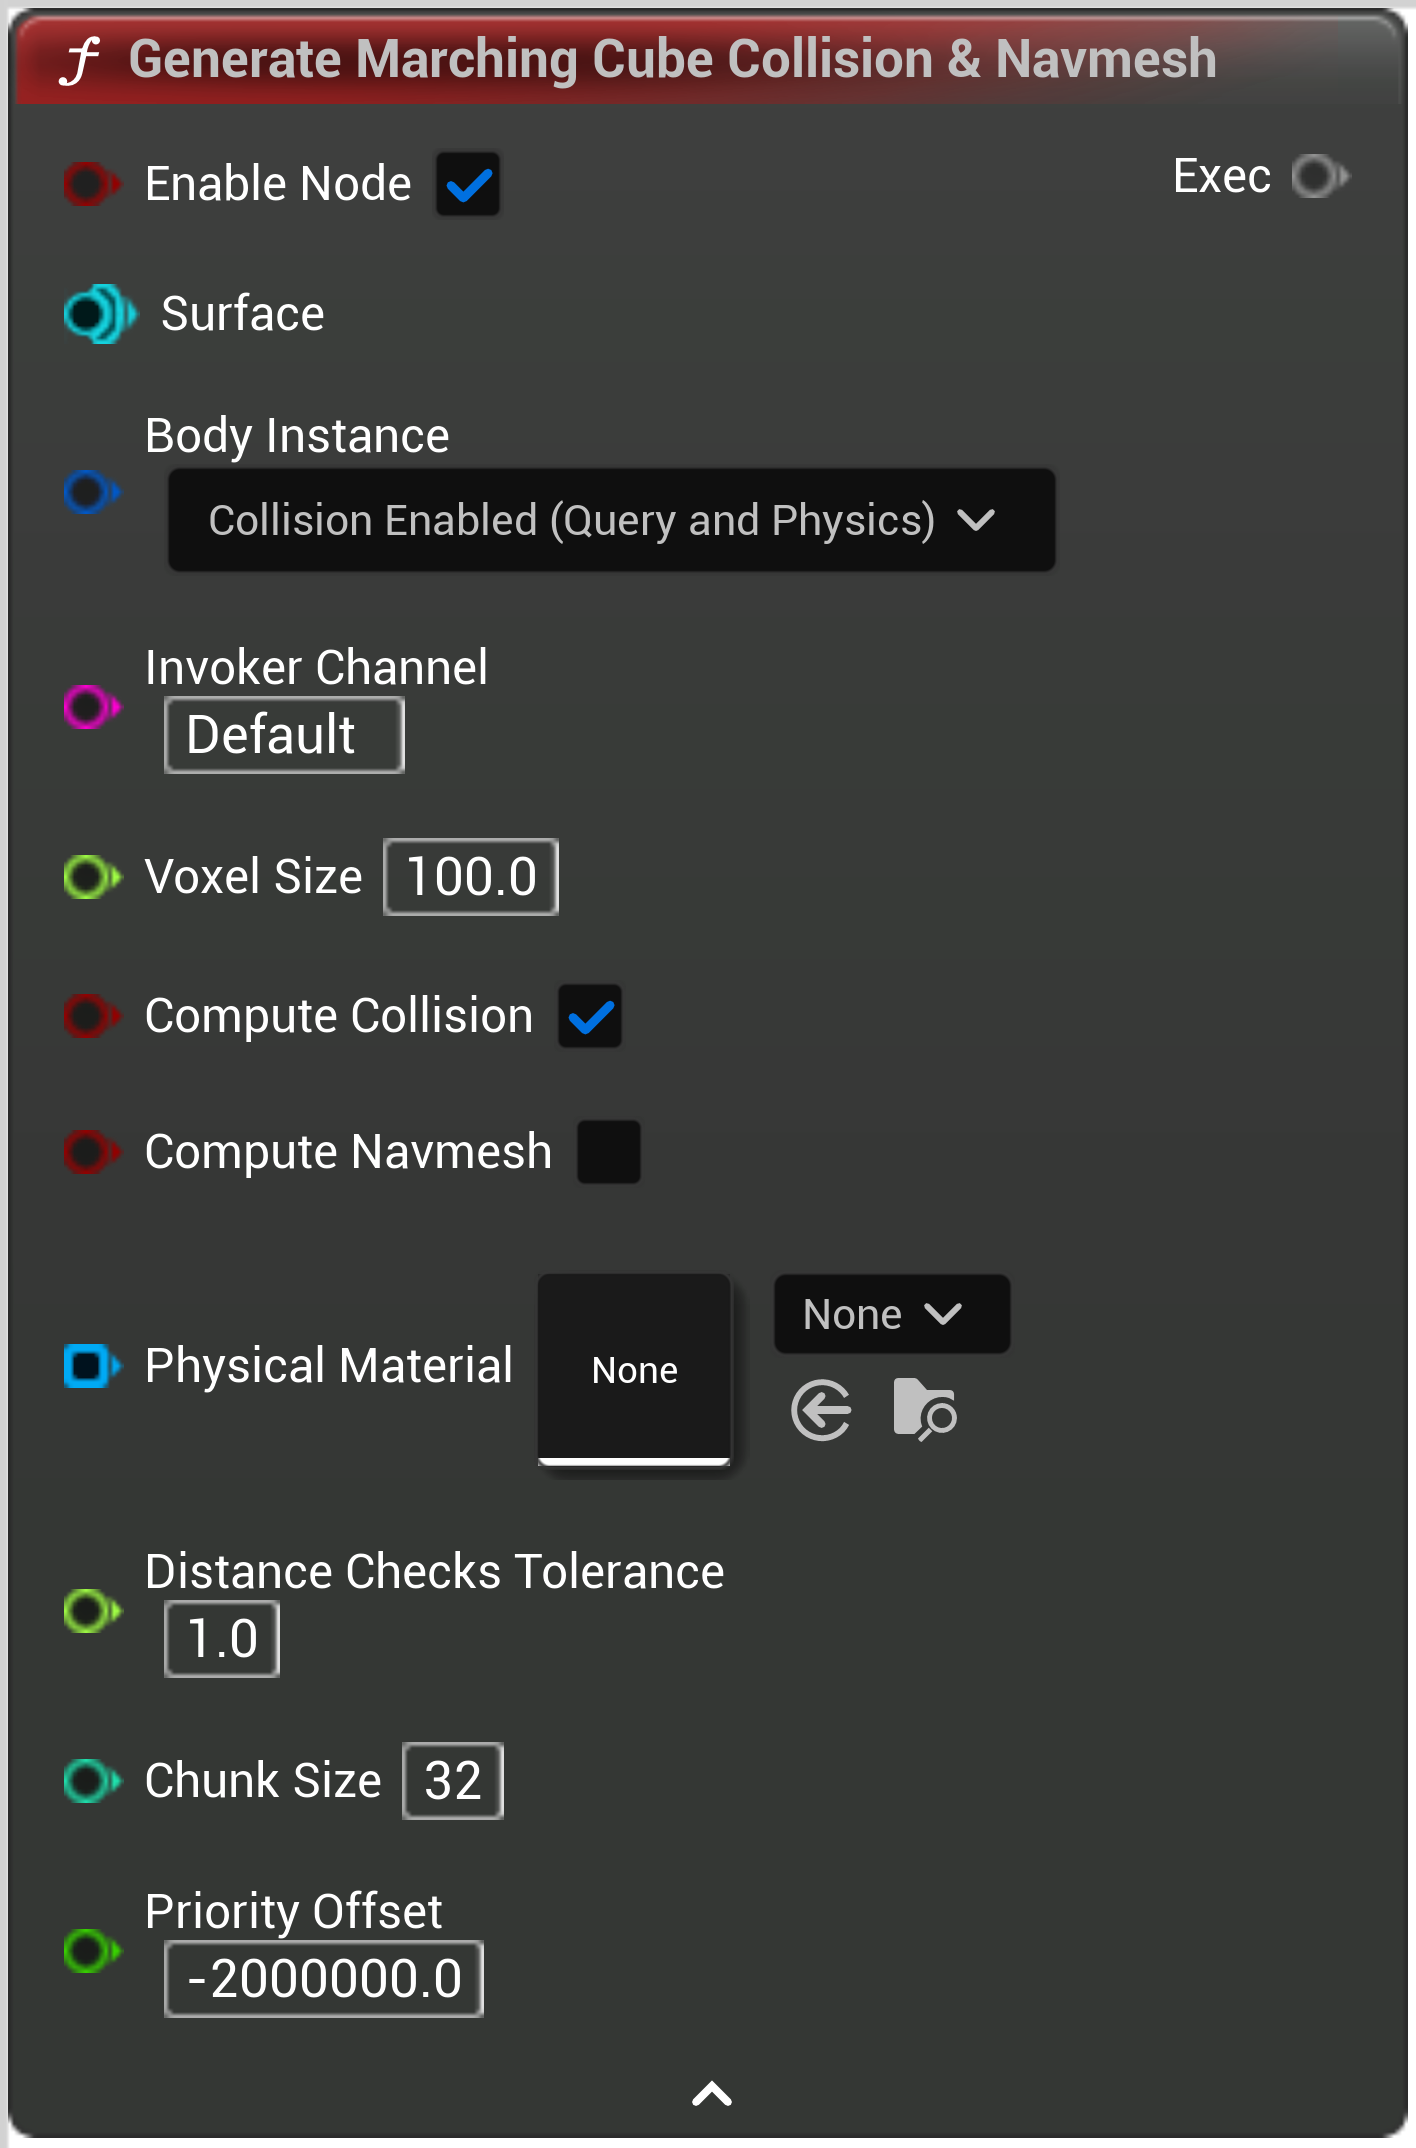 Generate Marching Cube Collision & Navmesh
Enable Node
Exec
Surface
Body Instance
Collision Enabled (Query and Physics)
Invoker Channel
Default
Voxel Size 100.0
Compute Collision
Compute Navmesh
None
Physical Material None
Distance Checks Tolerance
1.0
Chunk Size 32
Priority Offset
-2000000.0